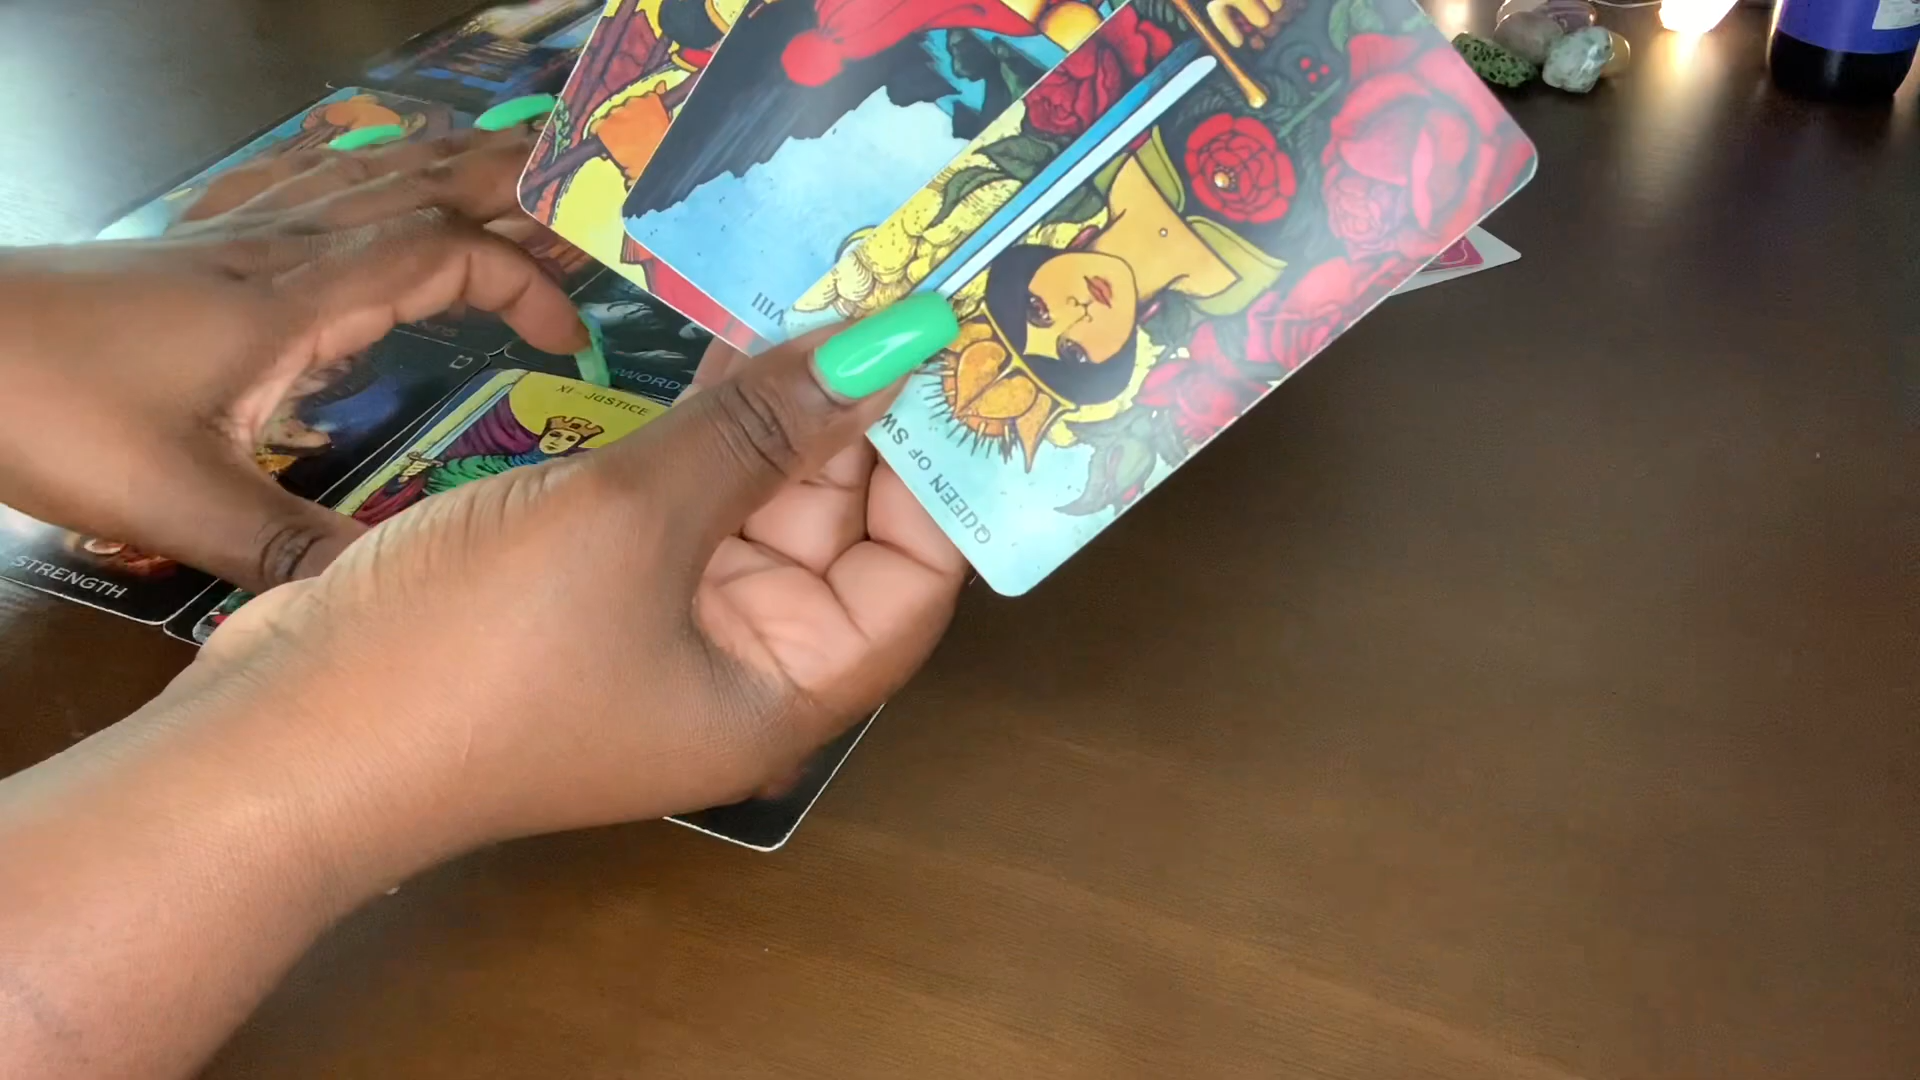 VIII
QUEEN OF SW
SWORDS
XI - JUSTICE
STRENGTH